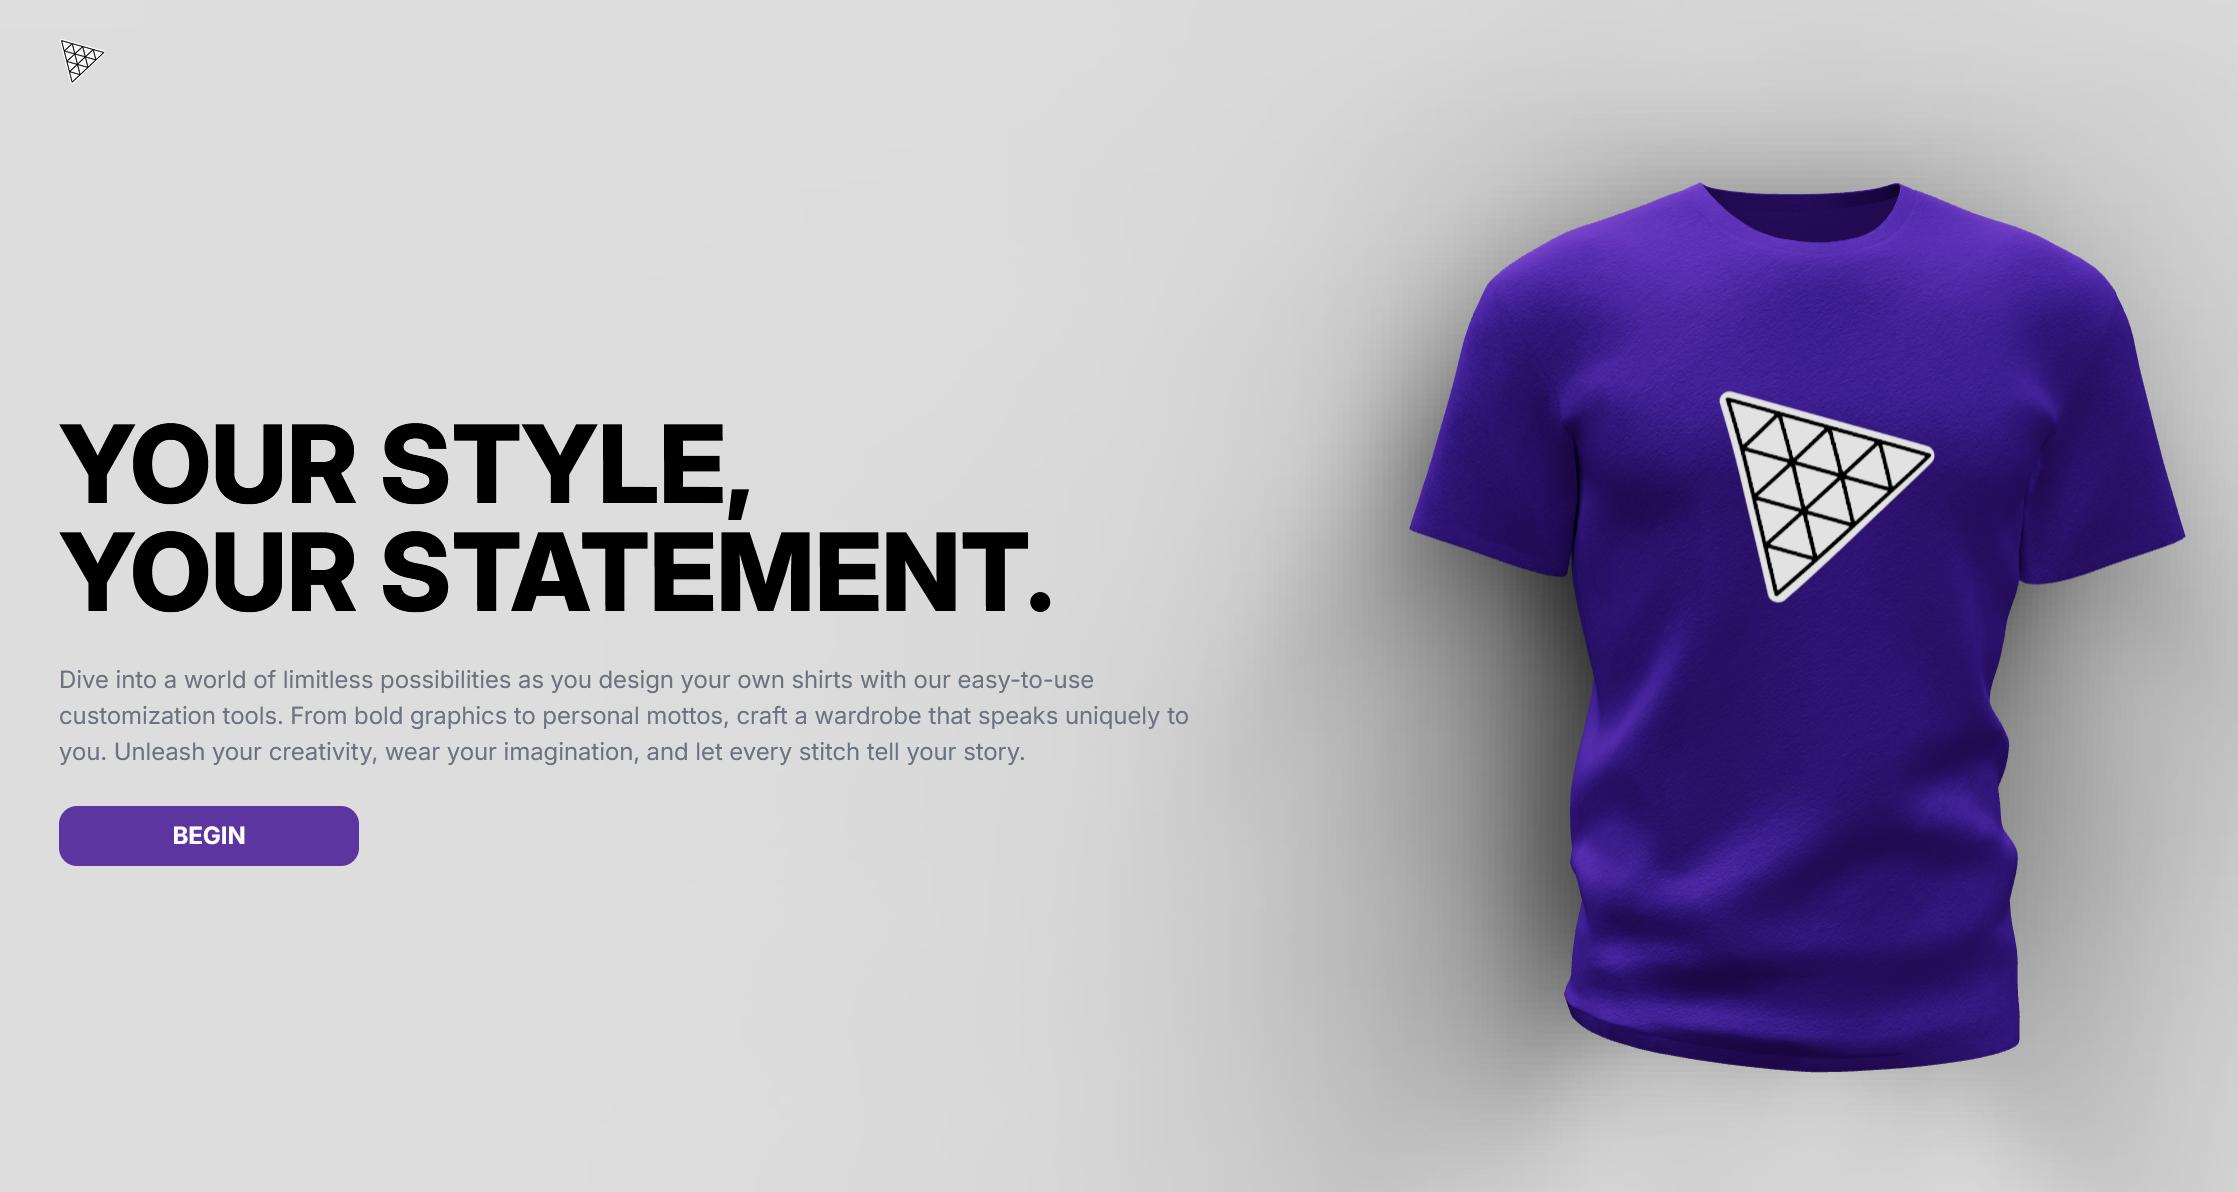 YOUR STYLE,
YOUR STATEMENT.
Dive into a world of limitless possibilities as you design your own shirts with our easy-to-use
customization tools. From bold graphics to personal mottos, craft a wardrobe that speaks uniquely to
you. Unleash your creativity, wear your imagination, and let every stitch tell your story.
BEGIN